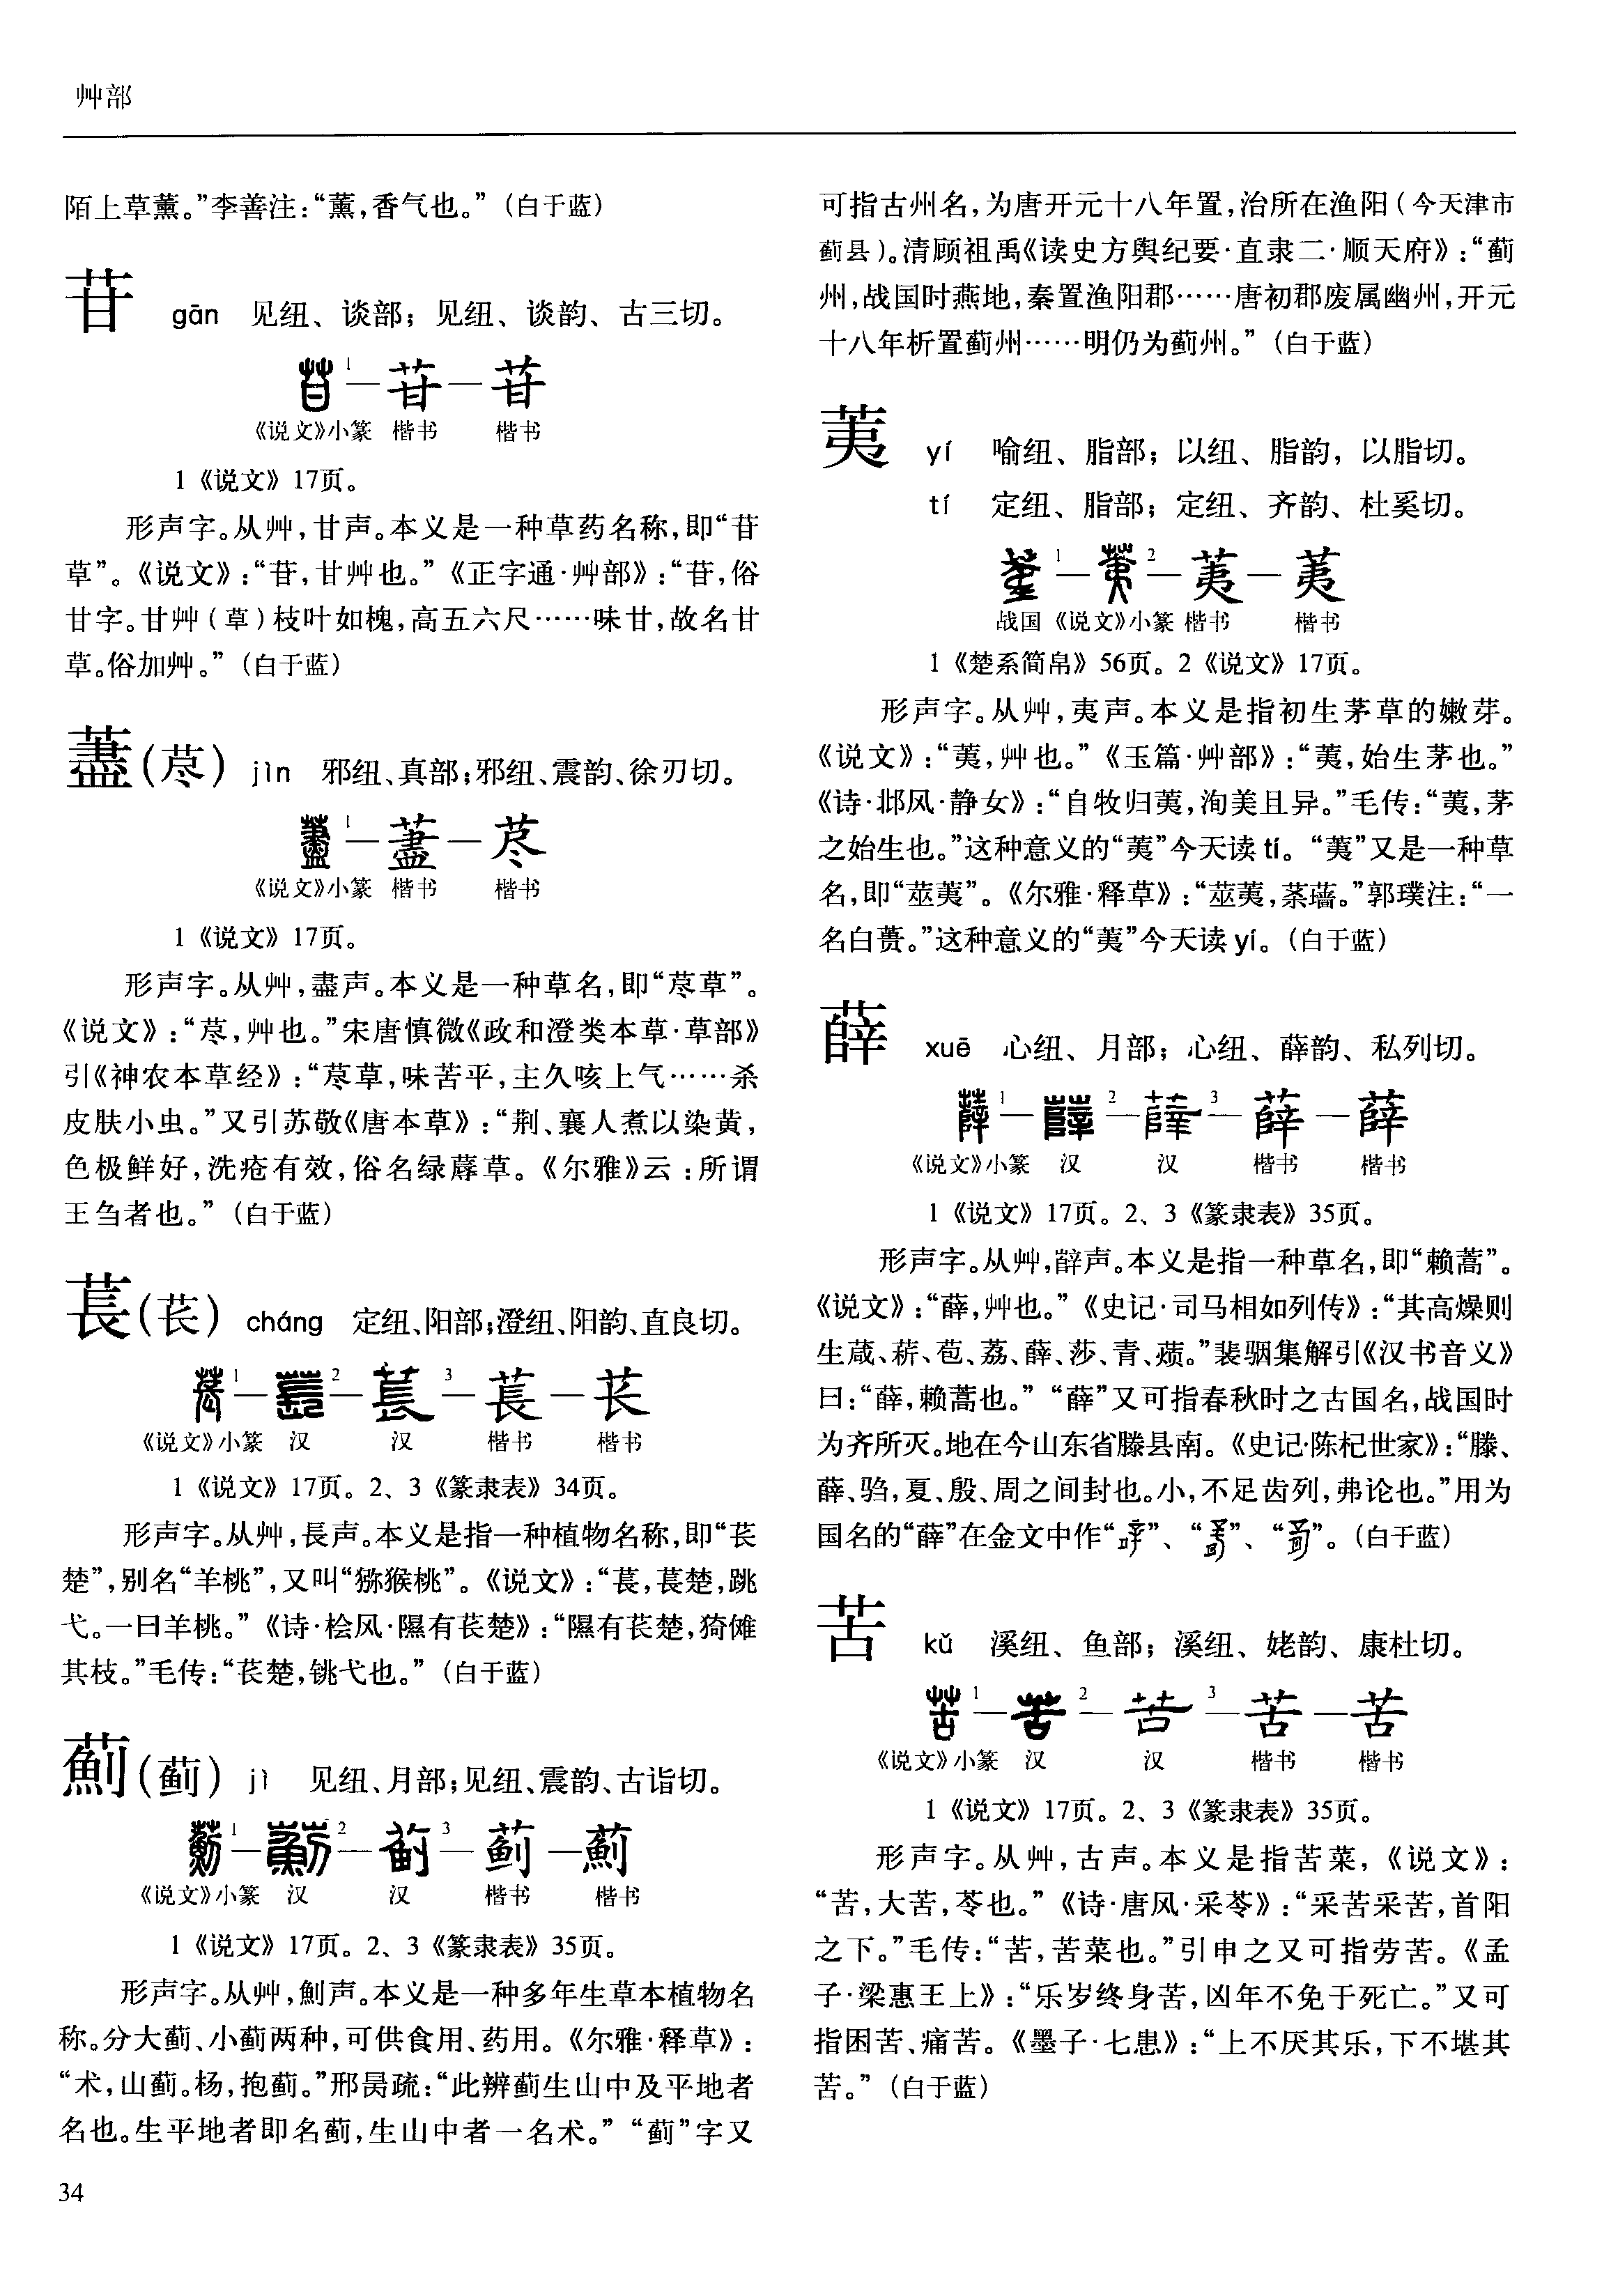 艸部
陌上草薰。”李善注：“薰，香气也。”（白于蓝）
苷 gān 见纽、谈部；见纽、谈韵、古三切。
1—苷—苷
《说文》小篆 楷书 楷书
1《说文》17页。
形声字。从艸，甘声。本义是一种草药名称，即“苷
草”。《说文》：“苷，甘艸也。”《正字通·艸部》：“苷，俗
甘字。甘艸（草）枝叶如槐，高五六尺……味甘，故名甘
草。俗加艸。”（白于蓝）
藎（荩） jìn 邪纽、真部；邪纽、震韵、徐刃切。
1—藎—荩
《说文》小篆 楷书 楷书
1《说文》17页。
形声字。从艸，盡声。本义是一种草名，即“荩草”。
《说文》：“荩，艸也。”宋唐慎微《政和澄类本草·草部》
引《神农本草经》：“荩草，味苦平，主久咳上气……杀
皮肤小虫。”又引苏敬《唐本草》：“荆、襄人煮以染黄，
色极鲜好，洗疮有效，俗名绿蓐草。《尔雅》云：所谓
王刍者也。”（白于蓝）
萇（苌） cháng 定纽、阳部；澄纽、阳韵、直良切。
1—2—3—萇—苌
《说文》小篆 汉 汉 楷书 楷书
1《说文》17页。2、3《篆隶表》34页。
形声字。从艸，長声。本义是指一种植物名称，即“苌
楚”，别名“羊桃”，又叫“猕猴桃”。《说文》：“萇，萇楚，跳
弋。一曰羊桃。”《诗·桧风·隰有苌楚》：“隰有苌楚，猗傩
其枝。”毛传：“苌楚，铫弋也。”（白于蓝）
薊（蓟） jì 见纽、月部；见纽、震韵、古诣切。
1—2—3—蓟—薊
《说文》小篆 汉 汉 楷书 楷书
1《说文》17页。2、3《篆隶表》35页。
形声字。从艸，魝声。本义是一种多年生草本植物名
称。分大蓟、小蓟两种，可供食用、药用。《尔雅·释草》：
“术，山蓟。杨，抱蓟。”邢昺疏：“此辨蓟生山中及平地者
名也。生平地者即名蓟，生山中者一名术。”“蓟”字又
可指古州名，为唐开元十八年置，治所在渔阳（今天津市
蓟县）。清顾祖禹《读史方舆纪要·直隶二·顺天府》：“蓟
州，战国时燕地，秦置渔阳郡……唐初郡废属幽州，开元
十八年析置蓟州……明仍为蓟州。”（白于蓝）
荑 yí 喻纽、脂部；以纽、脂韵，以脂切。
tí 定纽、脂部；定纽、齐韵、杜奚切。
1—2—荑—荑
战国 《说文》小篆 楷书 楷书
1《楚系简帛》56页。2《说文》17页。
形声字。从艸，夷声。本义是指初生茅草的嫩芽。
《说文》：“荑，艸也。”《玉篇·艸部》：“荑，始生茅也。”
《诗·邶风·静女》：“自牧归荑，洵美且异。”毛传：“荑，茅
之始生也。”这种意义的“荑”今天读tí。“荑”又是一种草
名，即“莁荑”。《尔雅·释草》：“莁荑，蔱蘠。”郭璞注：“一
名白蒉。”这种意义的“荑”今天读yí。（白于蓝）
薛 xuē 心纽、月部；心纽、薛韵、私列切。
1—2—3—薛—薛
《说文》小篆 汉 汉 楷书 楷书
1《说文》17页。2、3《篆隶表》35页。
形声字。从艸，辥声。本义是指一种草名，即“赖蒿”。
《说文》：“薛，艸也。”《史记·司马相如列传》：“其高燥则
生葴、菥、苞、荔、薛、莎、青、薠。”裴骃集解引《汉书音义》
曰：“薛，赖蒿也。”“薛”又可指春秋时之古国名，战国时
为齐所灭。地在今山东省滕县南。《史记·陈杞世家》：“滕、
薛、驺，夏、殷、周之间封也。小，不足齿列，弗论也。”用为
国名的“薛”在金文中作“”、“”、“”。（白于蓝）
苦 kǔ 溪纽、鱼部；溪纽、姥韵、康杜切。
1—2—3—苦—苦
《说文》小篆 汉 汉 楷书 楷书
1《说文》17页。2、3《篆隶表》35页。
形声字。从艸，古声。本义是指苦菜，《说文》：
“苦，大苦，苓也。”《诗·唐风·采苓》：“采苦采苦，首阳
之下。”毛传：“苦，苦菜也。”引申之又可指劳苦。《孟
子·梁惠王上》：“乐岁终身苦，凶年不免于死亡。”又可
指困苦、痛苦。《墨子·七患》：“上不厌其乐，下不堪其
苦。”（白于蓝）
34